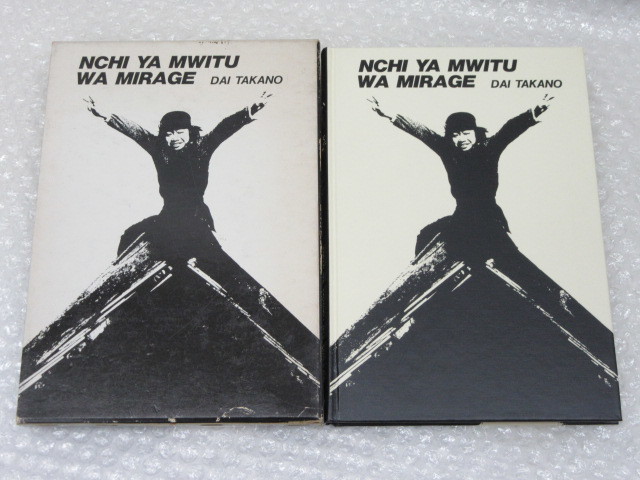 NCHI YA MWITU
WA MIRAGE DAI TAKANO
NCHI YA MWITU
WA MIRAGE DAI TAKANO